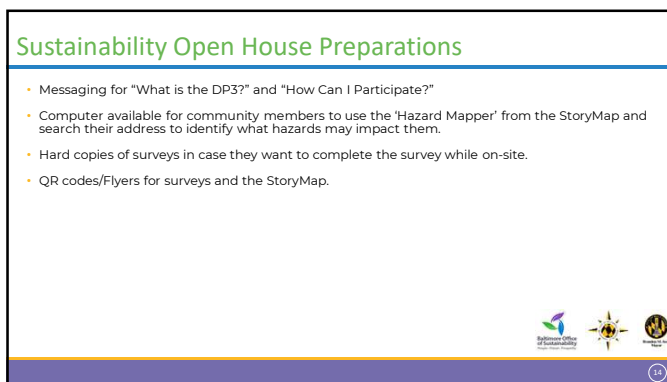 Sustainability Open House Preparations
• Messaging for “What is the DP3?” and “How Can I Participate?”
• Computer available for community members to use the ‘Hazard Mapper’ from the StoryMap and
search their address to identify what hazards may impact them.
• Hard copies of surveys in case they want to complete the survey while on-site.
• QR codes/Flyers for surveys and the StoryMap.
Baltimore Office
of Sustainability
14